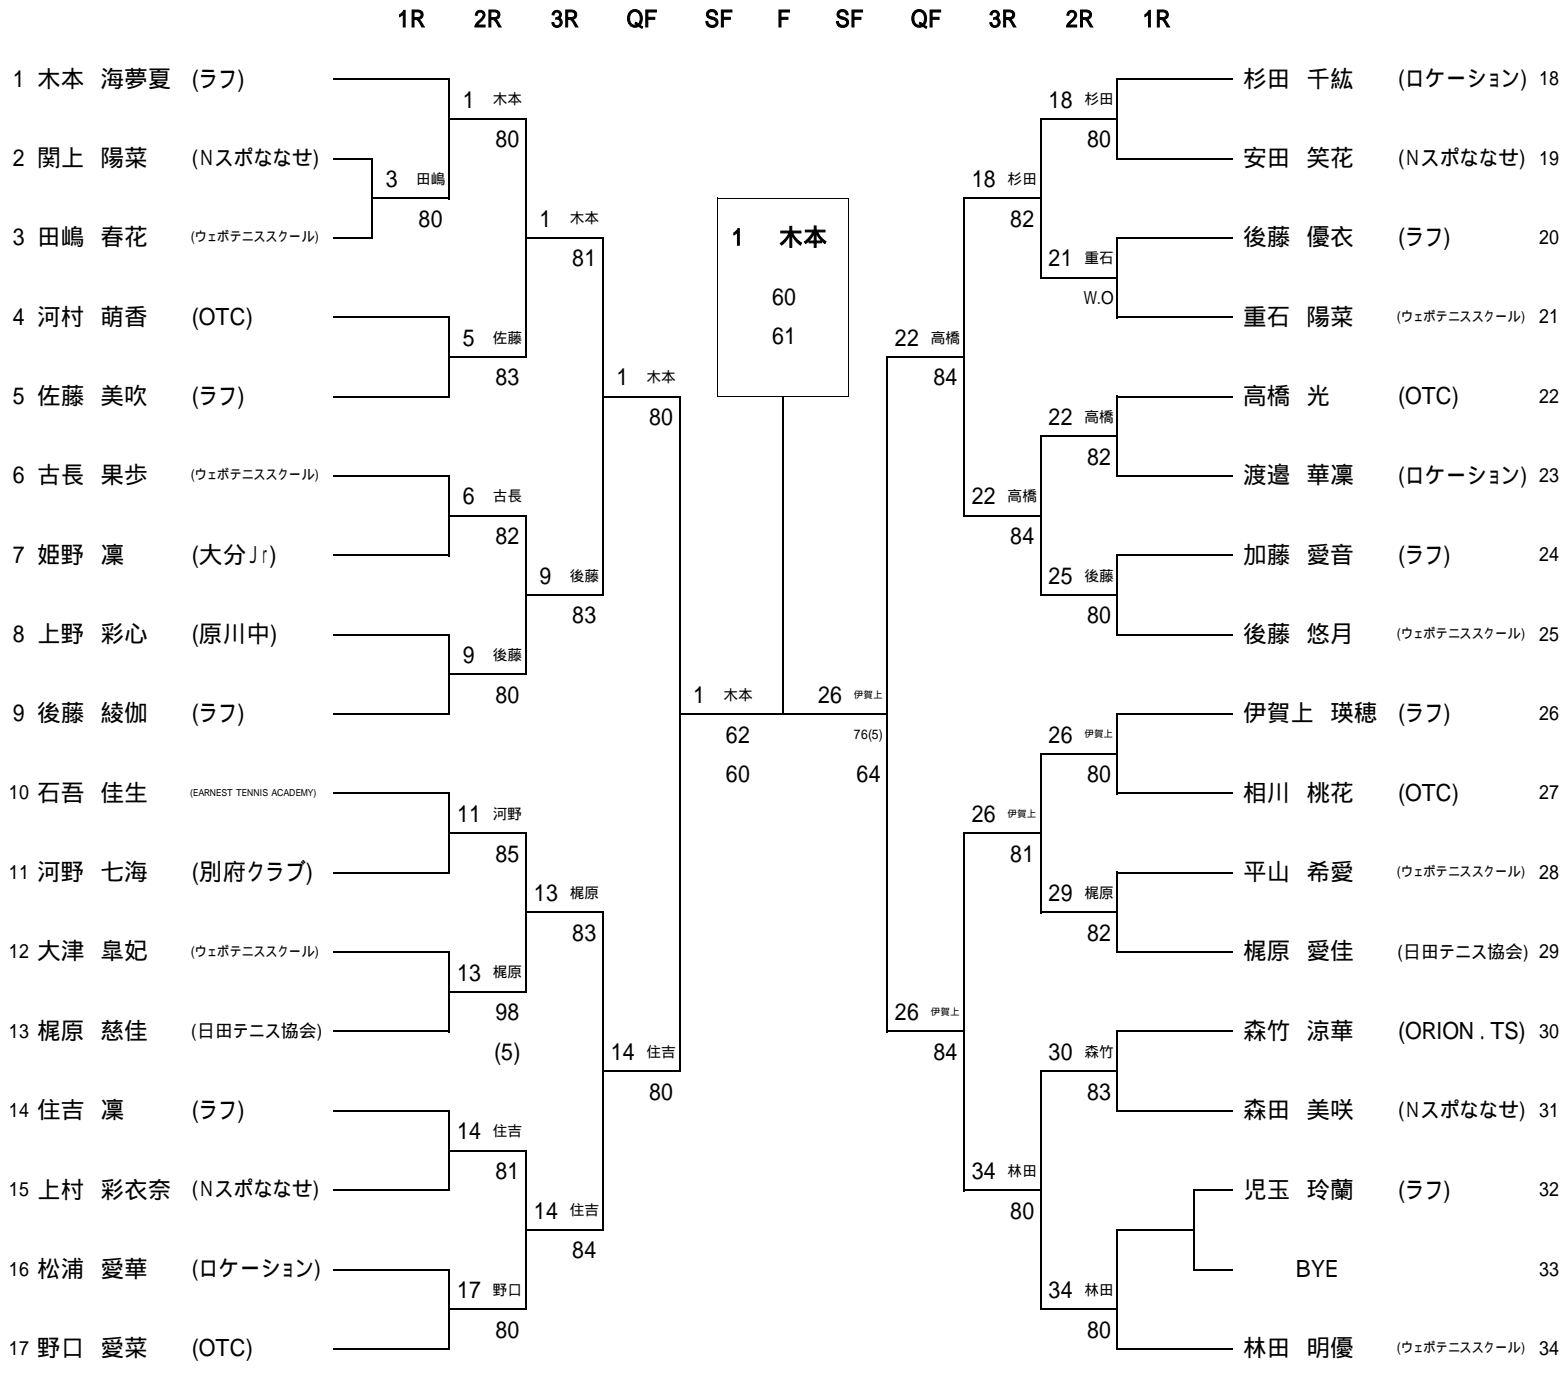 1R 2R 3R QF SF F SF QF 3R 2R 1R
1 木本 海夢夏 (ラフ)
2 関上 陽菜 (Nスポななせ)
3 田嶋 春花 (ウェボテニススクール)
4 河村 萌香 (OTC)
5 佐藤 美吹 (ラフ)
6 古長 果歩 (ウェボテニススクール)
7 姫野 凜 (大分Jr)
8 上野 彩心 (原川中)
9 後藤 綾伽 (ラフ)
10 石吾 佳生 (EARNEST TENNIS ACADEMY)
11 河野 七海 (別府クラブ)
12 大津 皐妃 (ウェボテニススクール)
13 梶原 慈佳 (日田テニス協会)
14 住吉 凜 (ラフ)
15 上村 彩衣奈 (Nスポななせ)
16 松浦 愛華 (ロケーション)
17 野口 愛菜 (OTC)
3 田嶋
80
1 木本
80
5 佐藤
83
6 古長
82
9 後藤
80
11 河野
85
13 梶原
98
(5)
14 住吉
81
17 野口
80
1 木本
81
9 後藤
83
13 梶原
83
14 住吉
84
1 木本
80
14 住吉
80
1 木本
62
60
1 木本
60
61
26 伊賀上
76(5)
64
22 高橋
84
26 伊賀上
84
18 杉田
82
22 高橋
84
26 伊賀上
81
34 林田
80
18 杉田
80
21 重石
W.O
22 高橋
82
25 後藤
80
26 伊賀上
80
29 梶原
82
30 森竹
83
34 林田
80
杉田 千紘 (ロケーション) 18
安田 笑花 (Nスポななせ) 19
後藤 優衣 (ラフ) 20
重石 陽菜 (ウェボテニススクール) 21
高橋 光 (OTC) 22
渡邉 華凜 (ロケーション) 23
加藤 愛音 (ラフ) 24
後藤 悠月 (ウェボテニススクール) 25
伊賀上 瑛穂 (ラフ) 26
相川 桃花 (OTC) 27
平山 希愛 (ウェボテニススクール) 28
梶原 愛佳 (日田テニス協会) 29
森竹 涼華 (ORION . TS) 30
森田 美咲 (Nスポななせ) 31
児玉 玲蘭 (ラフ) 32
BYE 33
林田 明優 (ウェボテニススクール) 34